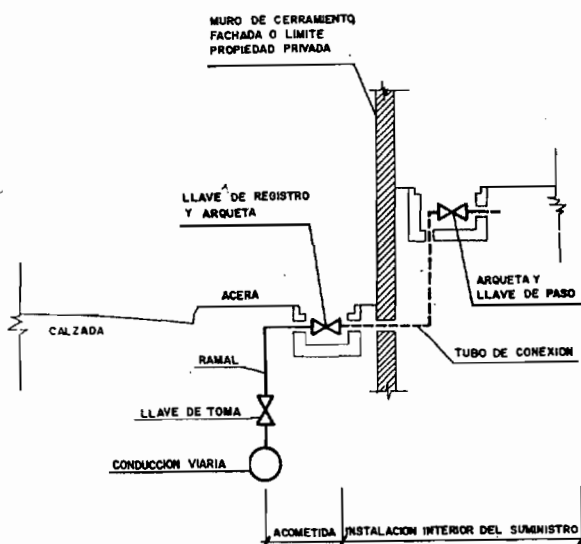 MURO DE CERRAMIENTO,
FACHADA O LIMITE
PROPIEDAD PRIVADA
LLAVE DE REGISTRO
Y ARQUETA
ARQUETA Y
LLAVE DE PASO
ACERA
CALZADA
TUBO DE CONEXION
RAMAL
LLAVE DE TOMA
CONDUCCION VIARIA
ACOMETIDA
INSTALACION INTERIOR DEL SUMINISTRO